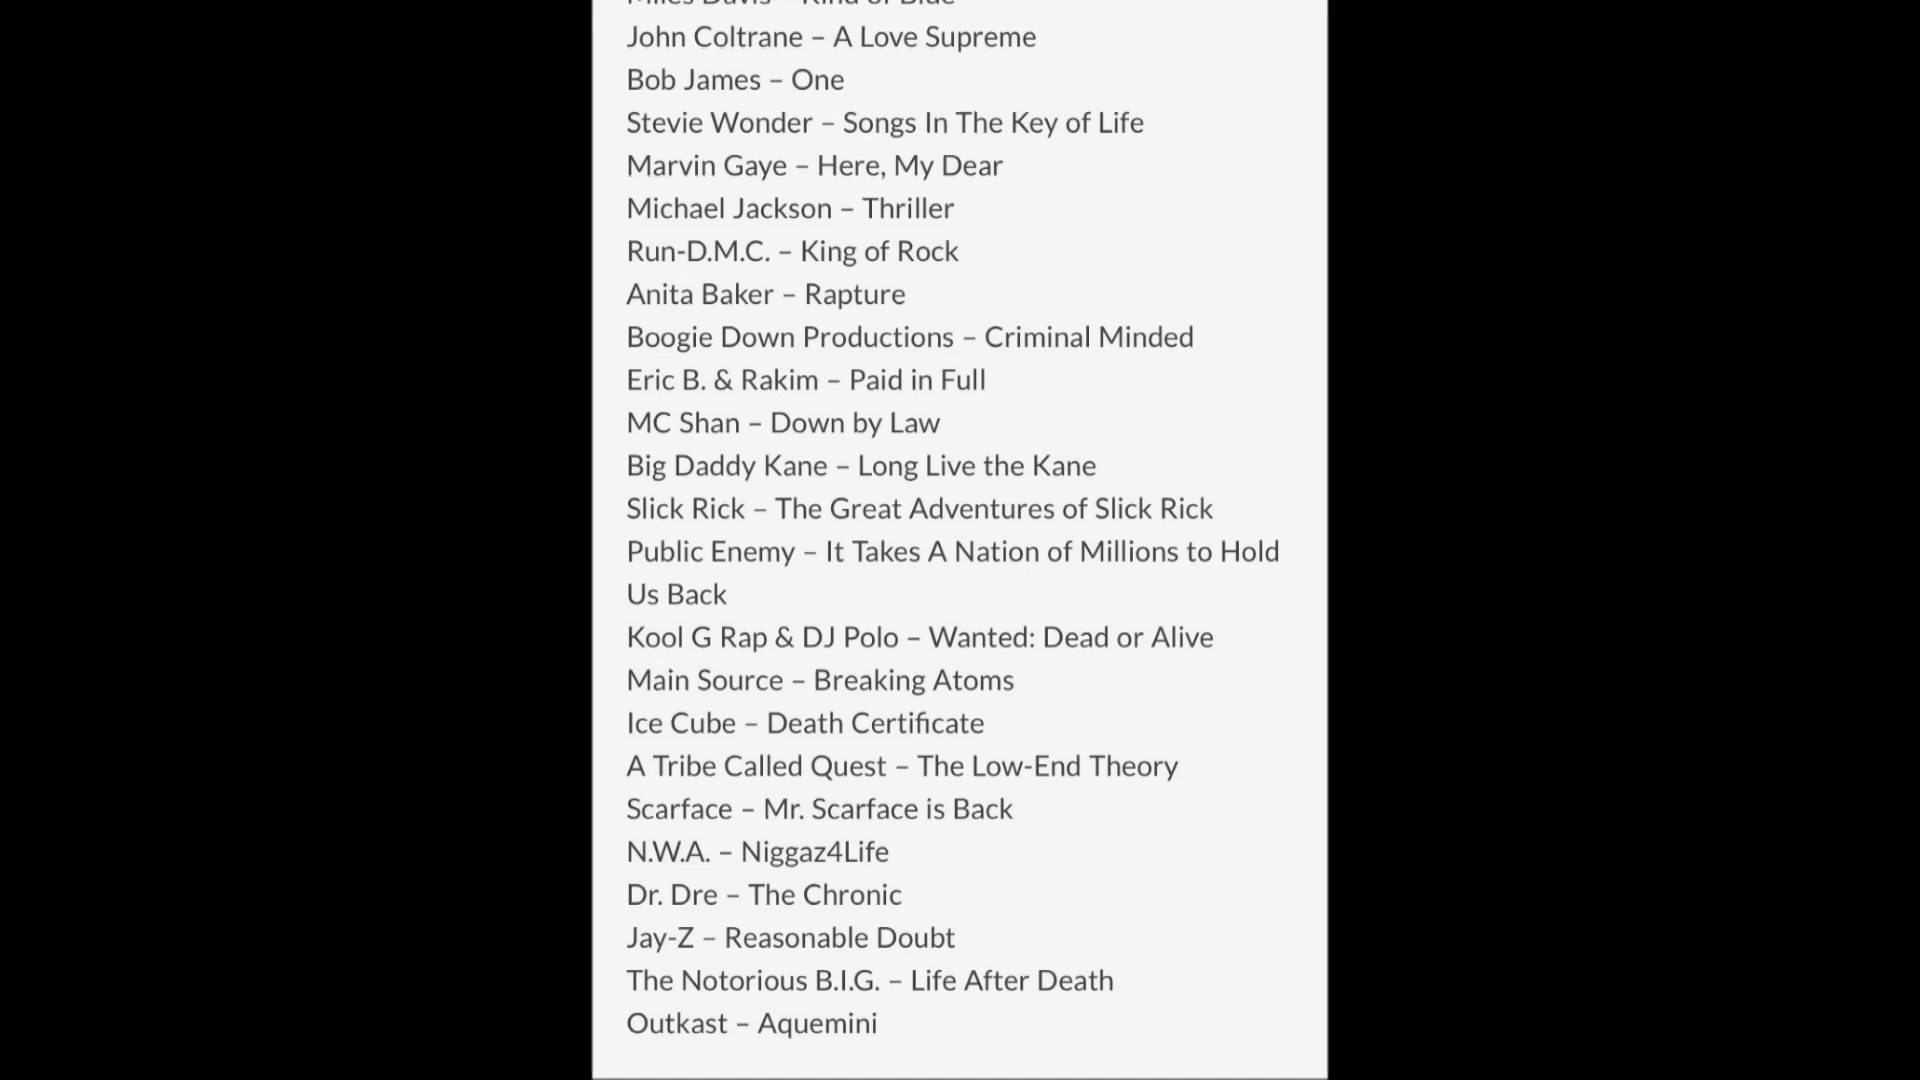 Miles Davis – Kind of Blue
John Coltrane – A Love Supreme
Bob James – One
Stevie Wonder – Songs In The Key of Life
Marvin Gaye – Here, My Dear
Michael Jackson – Thriller
Run-D.M.C. – King of Rock
Anita Baker – Rapture
Boogie Down Productions – Criminal Minded
Eric B. & Rakim – Paid in Full
MC Shan – Down by Law
Big Daddy Kane – Long Live the Kane
Slick Rick – The Great Adventures of Slick Rick
Public Enemy – It Takes A Nation of Millions to Hold
Us Back
Kool G Rap & DJ Polo – Wanted: Dead or Alive
Main Source – Breaking Atoms
Ice Cube – Death Certificate
A Tribe Called Quest – The Low-End Theory
Scarface – Mr. Scarface is Back
N.W.A. – Niggaz4Life
Dr. Dre – The Chronic
Jay-Z – Reasonable Doubt
The Notorious B.I.G. – Life After Death
Outkast – Aquemini